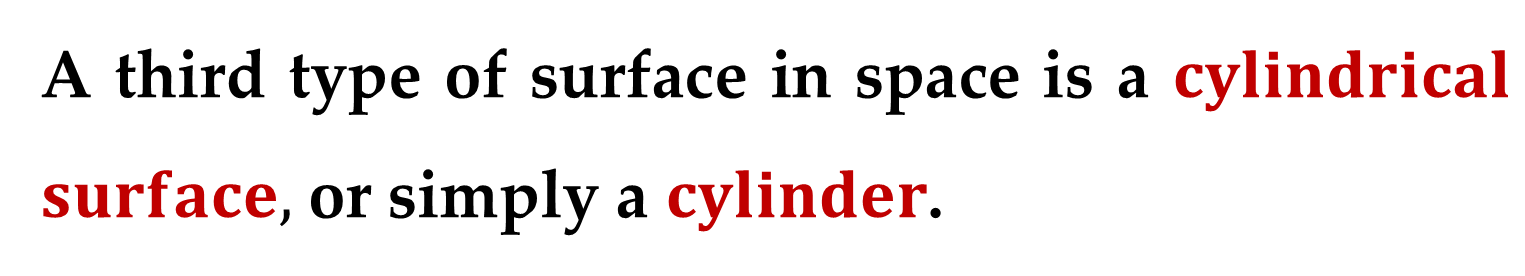 A third type of surface in space is a cylindrical
surface, or simply a cylinder.